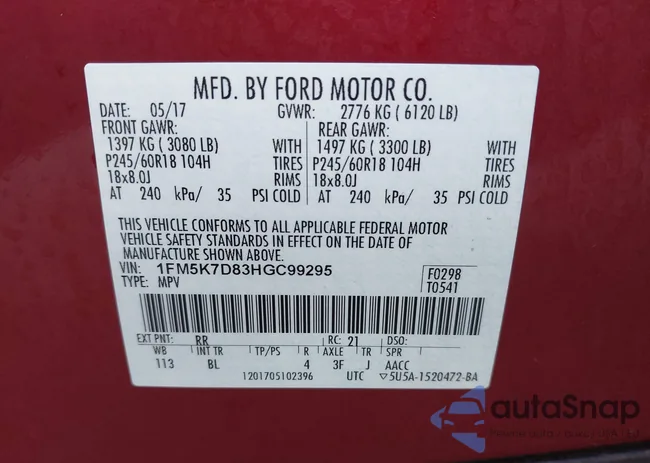 MFD. BY FORD MOTOR CO.
DATE: 05/17 GVWR: 2776 KG ( 6120 LB)
FRONT GAWR: REAR GAWR:
1397 KG ( 3080 LB) WITH 1497 KG ( 3300 LB) WITH
P245/60R18 104H TIRES P245/60R18 104H TIRES
18x8.0J RIMS 18x8.0J RIMS
AT 240 kPa/ 35 PSI COLD AT 240 kPa/ 35 PSI COLD
THIS VEHICLE CONFORMS TO ALL APPLICABLE FEDERAL MOTOR
VEHICLE SAFETY STANDARDS IN EFFECT ON THE DATE OF
MANUFACTURE SHOWN ABOVE.
VIN: 1FM5K7D83HGC99295 F0298
TYPE: MPV T0541
EXT PNT: RR RC: 21 DSO:
WB INT TR TP/PS R AXLE TR SPR
113 BL 4 3F J AACC
1201705102396 UTC ▽5U5A-1520472-BA
autoSnap